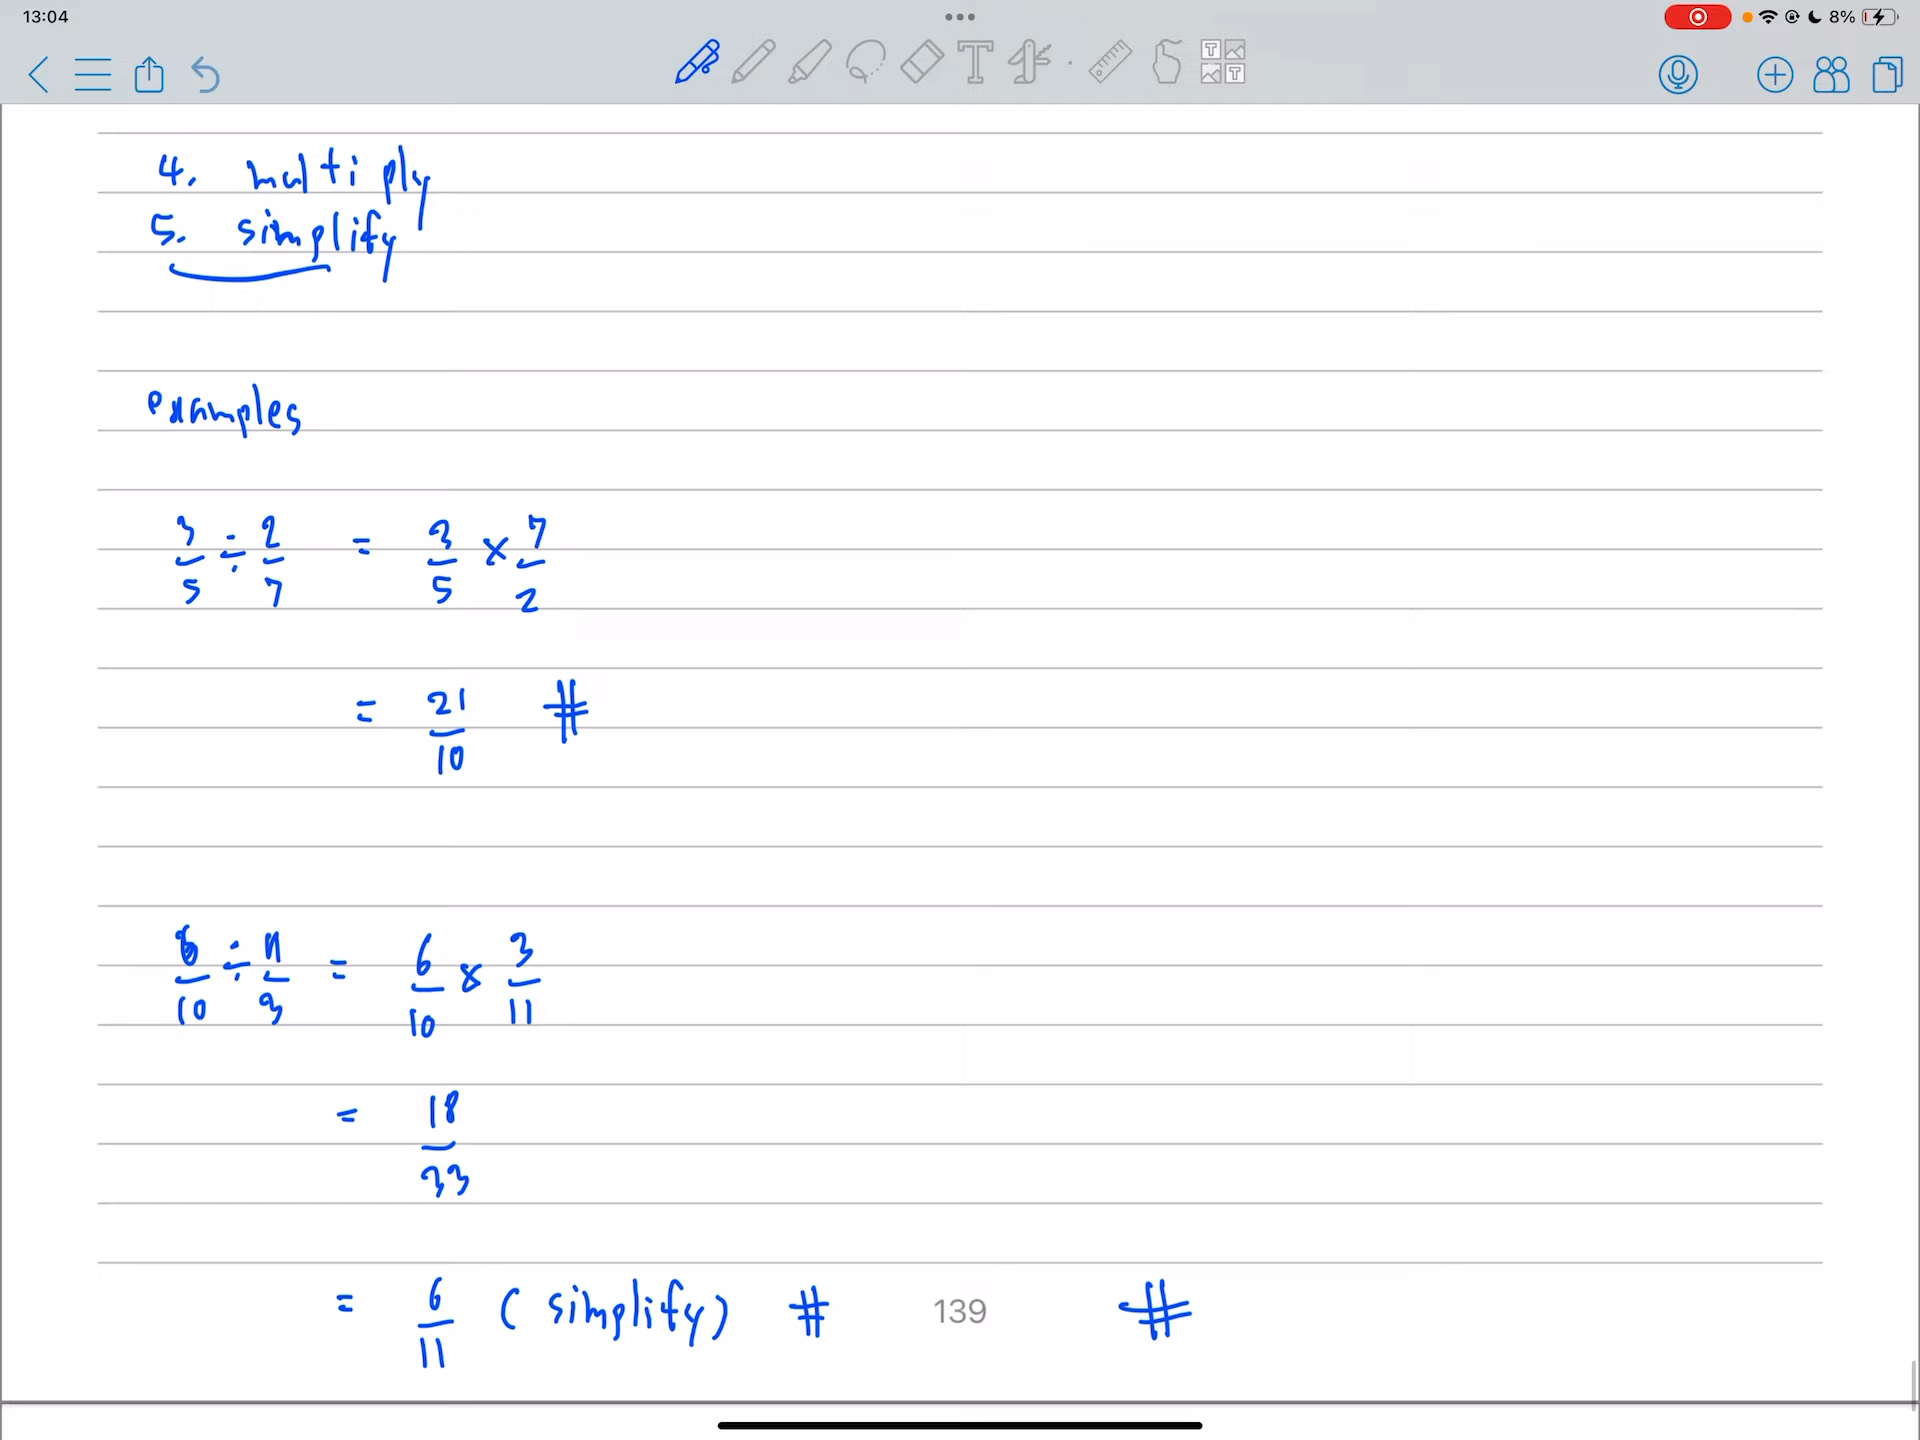 13:04
8%
4. multiply
5. simplify
examples
3/5 ÷ 2/7 = 3/5 × 7/2
= 21/10 #
6/10 ÷ 11/3 = 6/10 × 3/11
= 18/33
= 6/11 (simplify) # 139 #